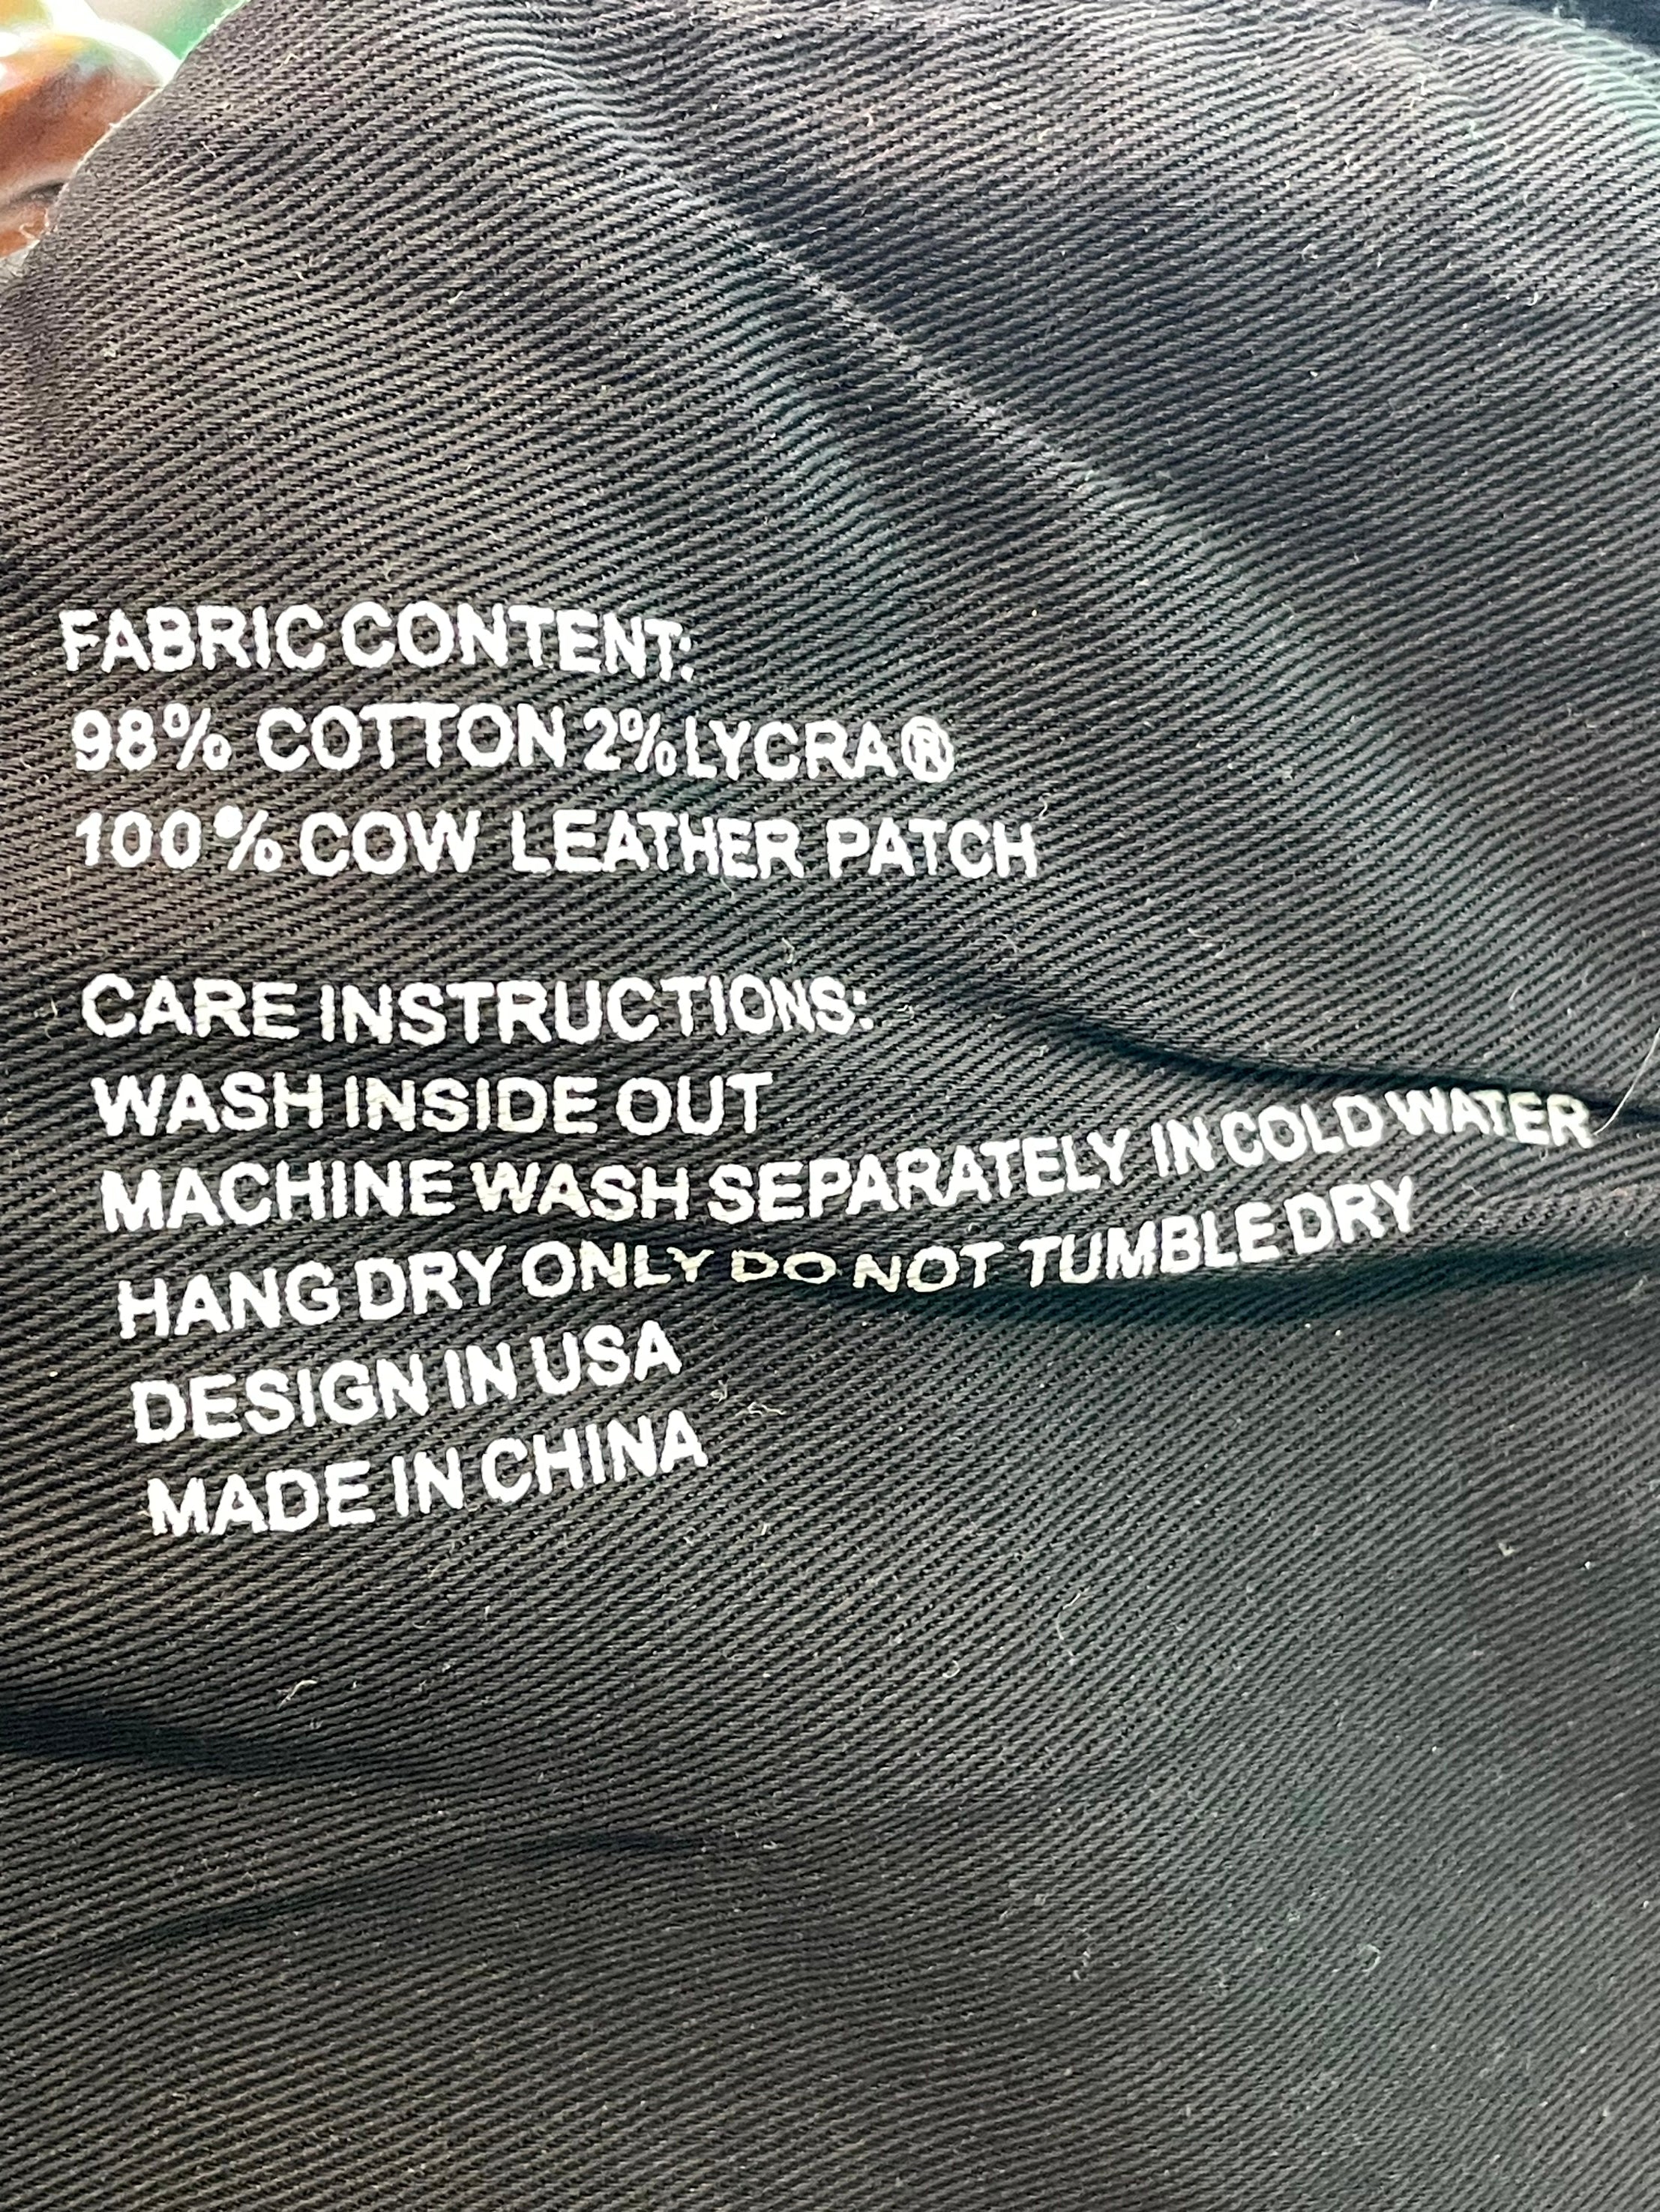 FABRIC CONTENT:
98% COTTON 2% LYCRA®
100% COW LEATHER PATCH
CARE INSTRUCTIONS:
WASH INSIDE OUT
MACHINE WASH SEPARATELY IN COLD WATER
HANG DRY ONLY DO NOT TUMBLE DRY
DESIGN IN USA
MADE IN CHINA